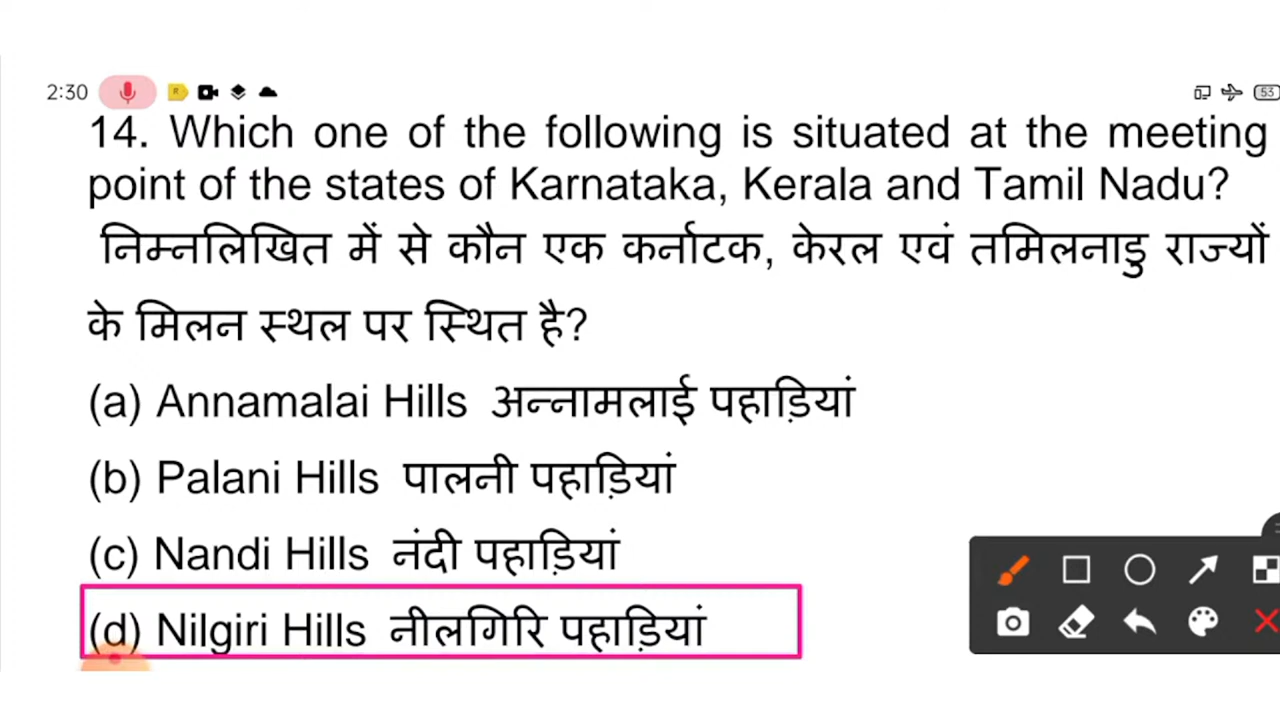 2:30 R 53
14. Which one of the following is situated at the meeting
point of the states of Karnataka, Kerala and Tamil Nadu?
निम्नलिखित में से कौन एक कर्नाटक, केरल एवं तमिलनाडु राज्यों
के मिलन स्थल पर स्थित है?
(a) Annamalai Hills अन्नामलाई पहाड़ियां
(b) Palani Hills पालनी पहाड़ियां
(c) Nandi Hills नंदी पहाड़ियां
(d) Nilgiri Hills नीलगिरि पहाड़ियां